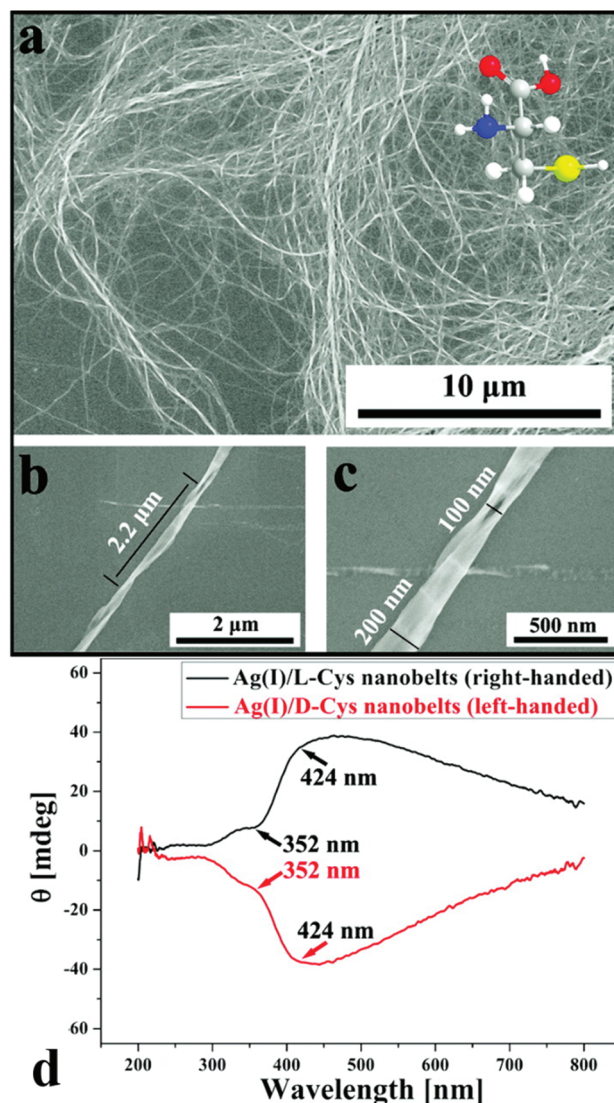 a
10 μm
b
2.2 μm
2 μm
c
100 nm
200 nm
500 nm
Ag(I)/L-Cys nanobelts (right-handed)
Ag(I)/D-Cys nanobelts (left-handed)
60
40
20
0
-20
-40
-60
θ [mdeg]
424 nm
352 nm
352 nm
424 nm
200 300 400 500 600 700 800
Wavelength [nm]
d